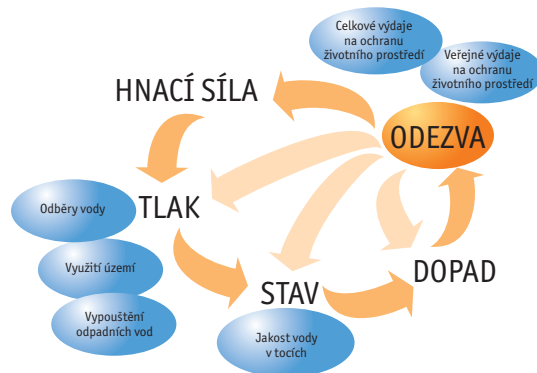 Celkové výdaje
na ochranu
životního prostředí
Veřejné výdaje
na ochranu
životního prostředí
HNACÍ SÍLA
ODEZVA
Odběry vody
TLAK
Využití území
Vypouštění
odpadních vod
DOPAD
STAV
Jakost vody
v tocích